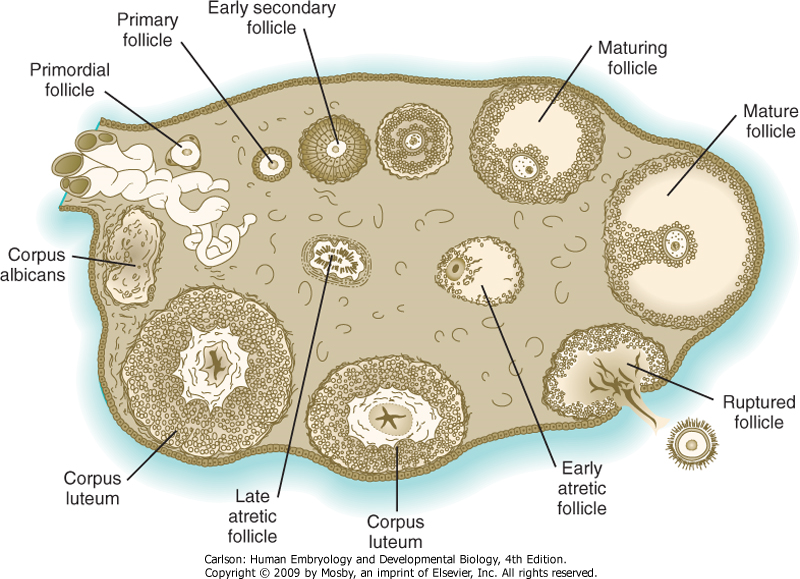 Early secondary
follicle
Primary
follicle
Primordial
follicle
Maturing
follicle
Mature
follicle
Corpus
albicans
Ruptured
follicle
Corpus
luteum
Late
atretic
follicle
Corpus
luteum
Early
atretic
follicle
Carlson: Human Embryology and Developmental Biology, 4th Edition.
Copyright © 2009 by Mosby, an imprint of Elsevier, Inc. All rights reserved.